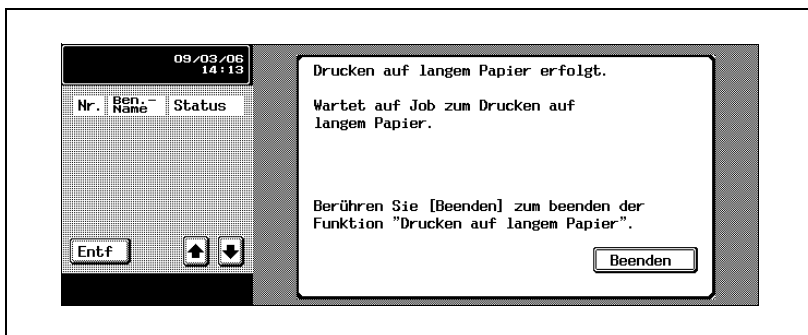 09/03/06
14:13
Nr. Ben.-Name Status
Entf
Drucken auf langem Papier erfolgt.
Wartet auf Job zum Drucken auf
langem Papier.
Berühren Sie [Beenden] zum beenden der
Funktion "Drucken auf langem Papier".
Beenden